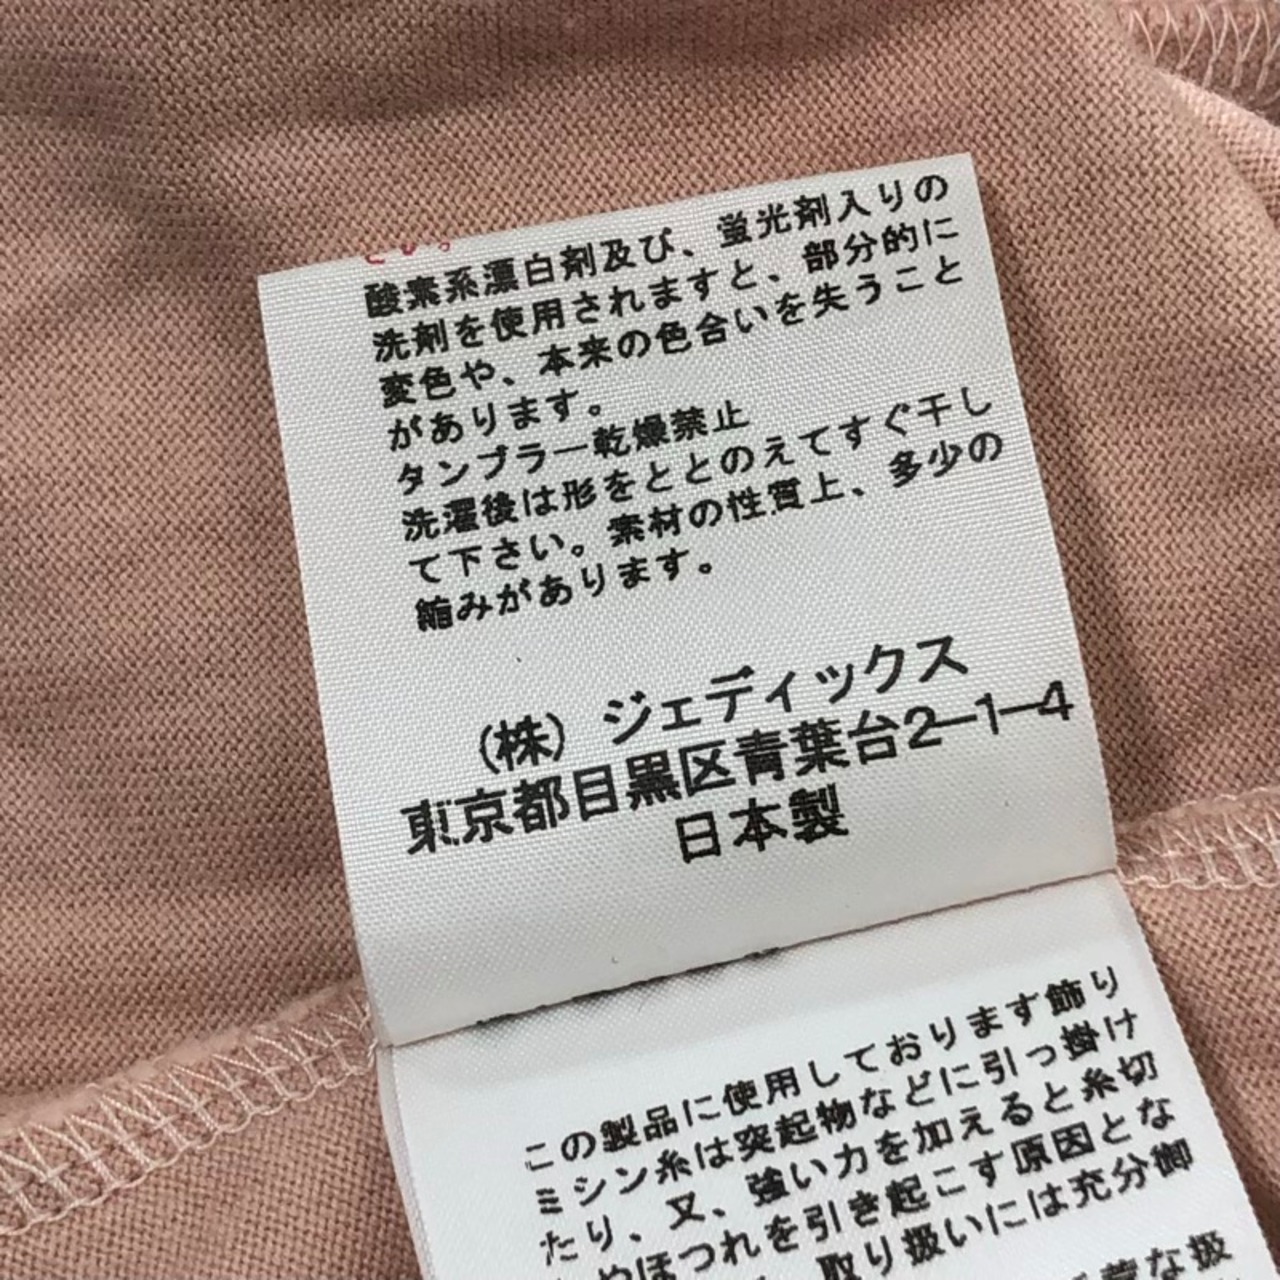 酸素系漂白剤及び、蛍光剤入りの
洗剤を使用されますと、部分的に
変色や、本来の色合いを失うこと
があります。
タンブラー乾燥禁止
洗濯後は形をととのえてすぐ干し
て下さい。素材の性質上、多少の
縮みがあります。
(株) ジェディックス
東京都目黒区青葉台2-1-4
日本製
この製品に使用しております飾り
ミシン糸は突起物などに引っ掛け
たり、又、強い力を加えると糸切
やほつれを引き起こす原因とな
取り扱いには充分御
な扱